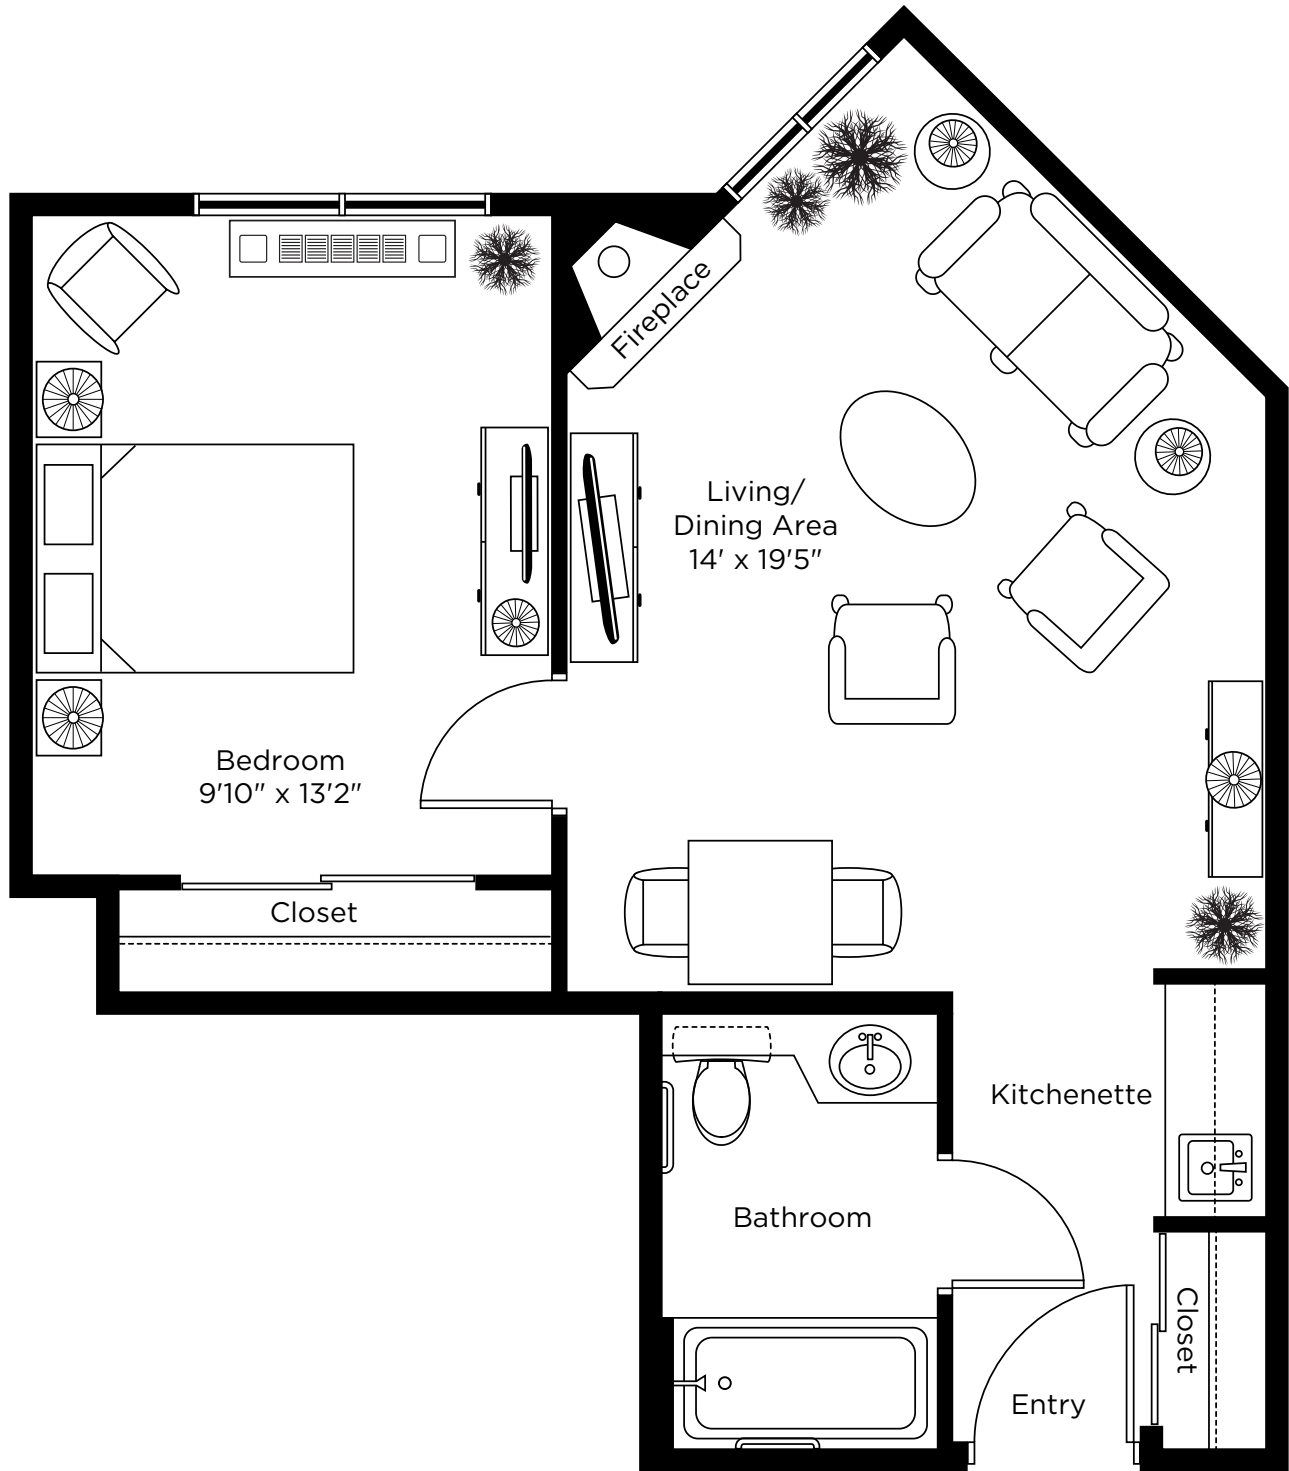 Fireplace
Living/
Dining Area
14' x 19'5"
Bedroom
9'10" x 13'2"
Closet
Kitchenette
Bathroom
Closet
Entry